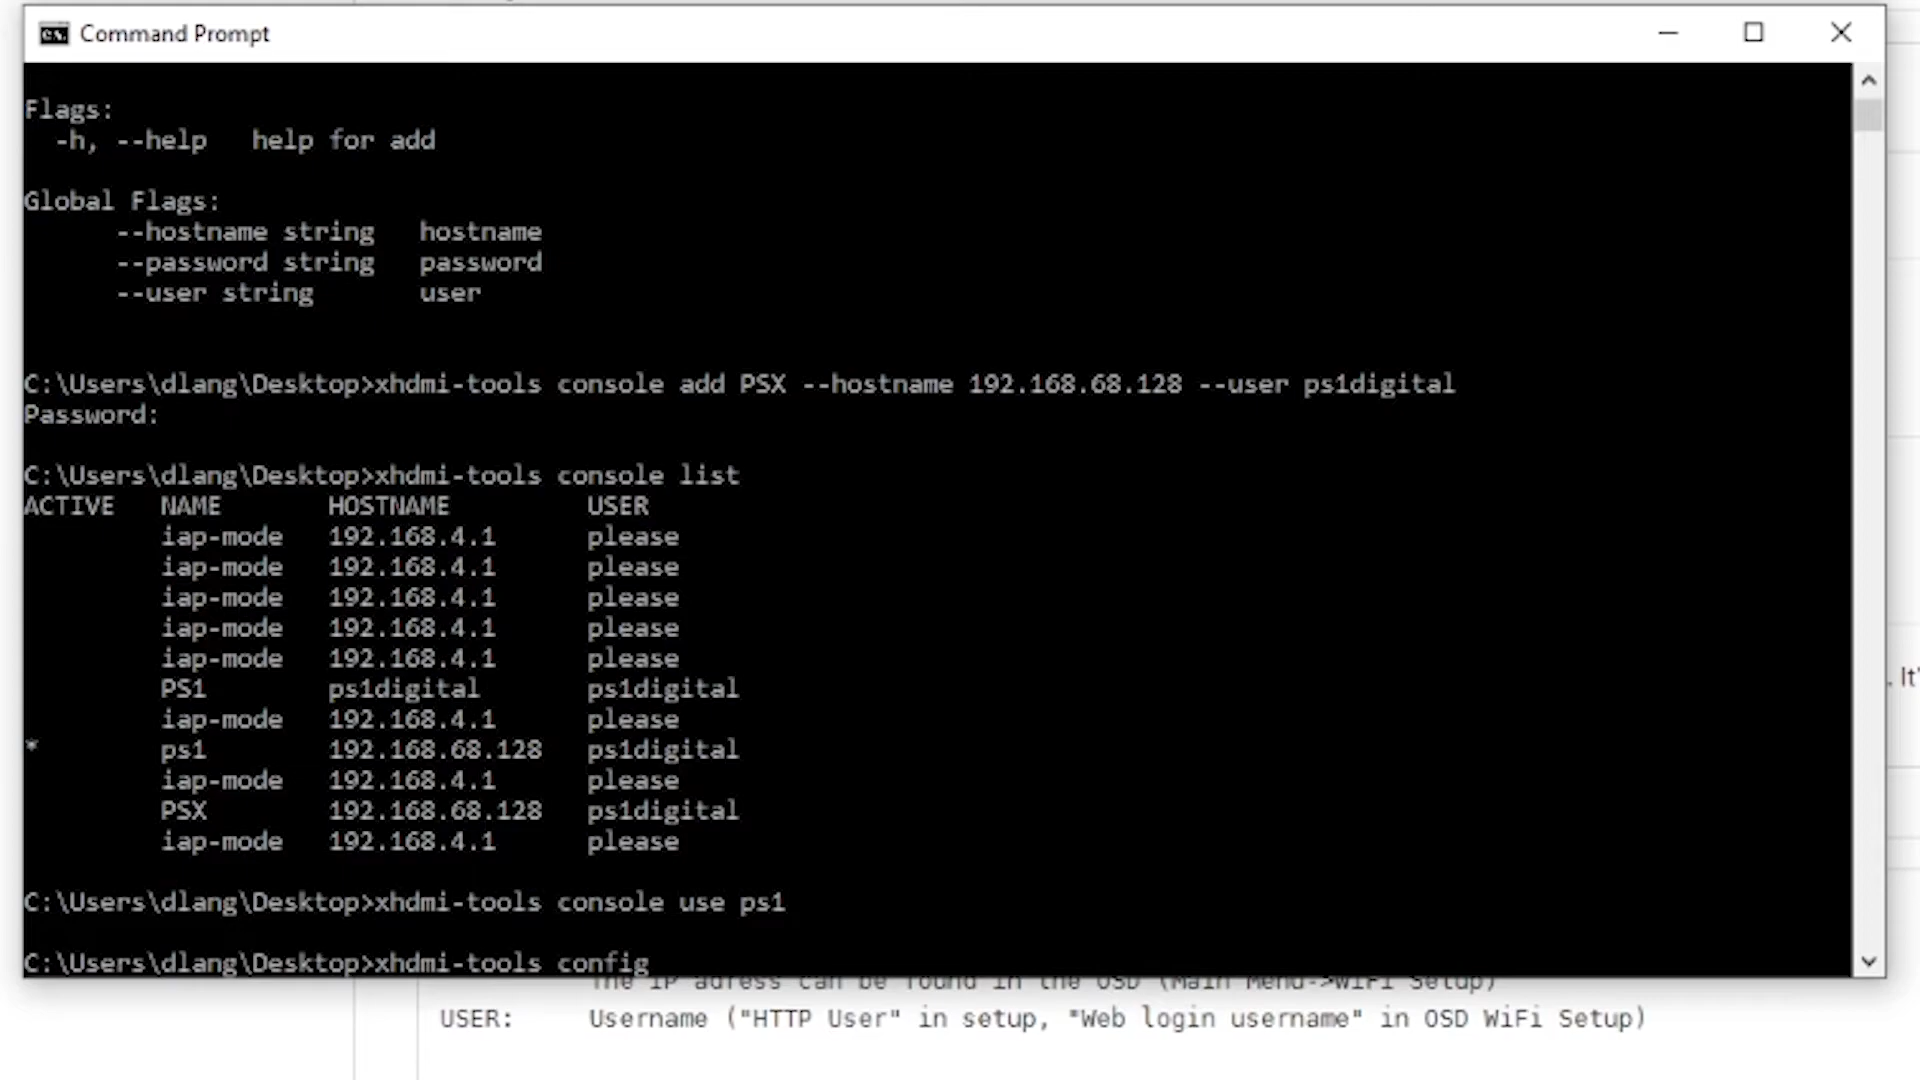 Command Prompt
Flags:
-h, --help help for add
Global Flags:
--hostname string hostname
--password string password
--user string user
C:\Users\dlang\Desktop>xhdmi-tools console add PSX --hostname 192.168.68.128 --user ps1digital
Password:
C:\Users\dlang\Desktop>xhdmi-tools console list
ACTIVE NAME HOSTNAME USER
iap-mode 192.168.4.1 please
iap-mode 192.168.4.1 please
iap-mode 192.168.4.1 please
iap-mode 192.168.4.1 please
iap-mode 192.168.4.1 please
PS1 ps1digital ps1digital
iap-mode 192.168.4.1 please
* ps1 192.168.68.128 ps1digital
iap-mode 192.168.4.1 please
PSX 192.168.68.128 ps1digital
iap-mode 192.168.4.1 please
C:\Users\dlang\Desktop>xhdmi-tools console use ps1
C:\Users\dlang\Desktop>xhdmi-tools config
. It'
The IP adress can be found in the OSD (Main Menu->WiFi Setup)
USER: Username ("HTTP User" in setup, "Web login username" in OSD WiFi Setup)